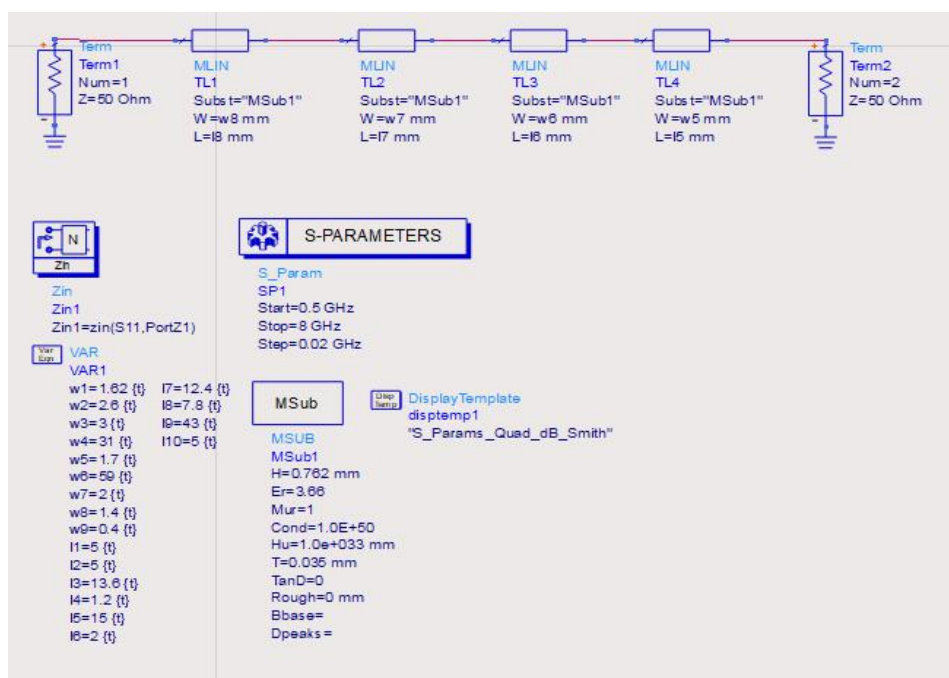 Term
Term1
Num=1
Z=50 Ohm
MLIN
TL1
Subst="MSub1"
W=w8 mm
L=l8 mm
MLIN
TL2
Subst="MSub1"
W=w7 mm
L=l7 mm
MLIN
TL3
Subst="MSub1"
W=w6 mm
L=l6 mm
MLIN
TL4
Subst="MSub1"
W=w5 mm
L=l5 mm
Term
Term2
Num=2
Z=50 Ohm
N
Zin
Zin
Zin1
Zin1=zin(S11,PortZ1)
S-PARAMETERS
S_Param
SP1
Start=0.5 GHz
Stop=8 GHz
Step=0.02 GHz
Var
Eqn
VAR
VAR1
w1=1.62 {t}
w2=2.6 {t}
w3=3 {t}
w4=31 {t}
w5=1.7 {t}
w6=59 {t}
w7=2 {t}
w8=1.4 {t}
w9=0.4 {t}
l1=5 {t}
l2=5 {t}
l3=13.6 {t}
l4=1.2 {t}
l5=15 {t}
l6=2 {t}
l7=12.4 {t}
l8=7.8 {t}
l9=43 {t}
l10=5 {t}
MSub
MSUB
MSub1
H=0.762 mm
Er=3.66
Mur=1
Cond=1.0E+50
Hu=1.0e+033 mm
T=0.035 mm
TanD=0
Rough=0 mm
Bbase=
Dpeaks=
Disp
Temp
DisplayTemplate
disptemp1
"S_Params_Quad_dB_Smith"